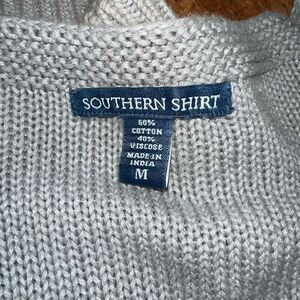 SOUTHERN SHIRT
60%
COTTON
40%
VISCOSE
MADE IN
INDIA
M